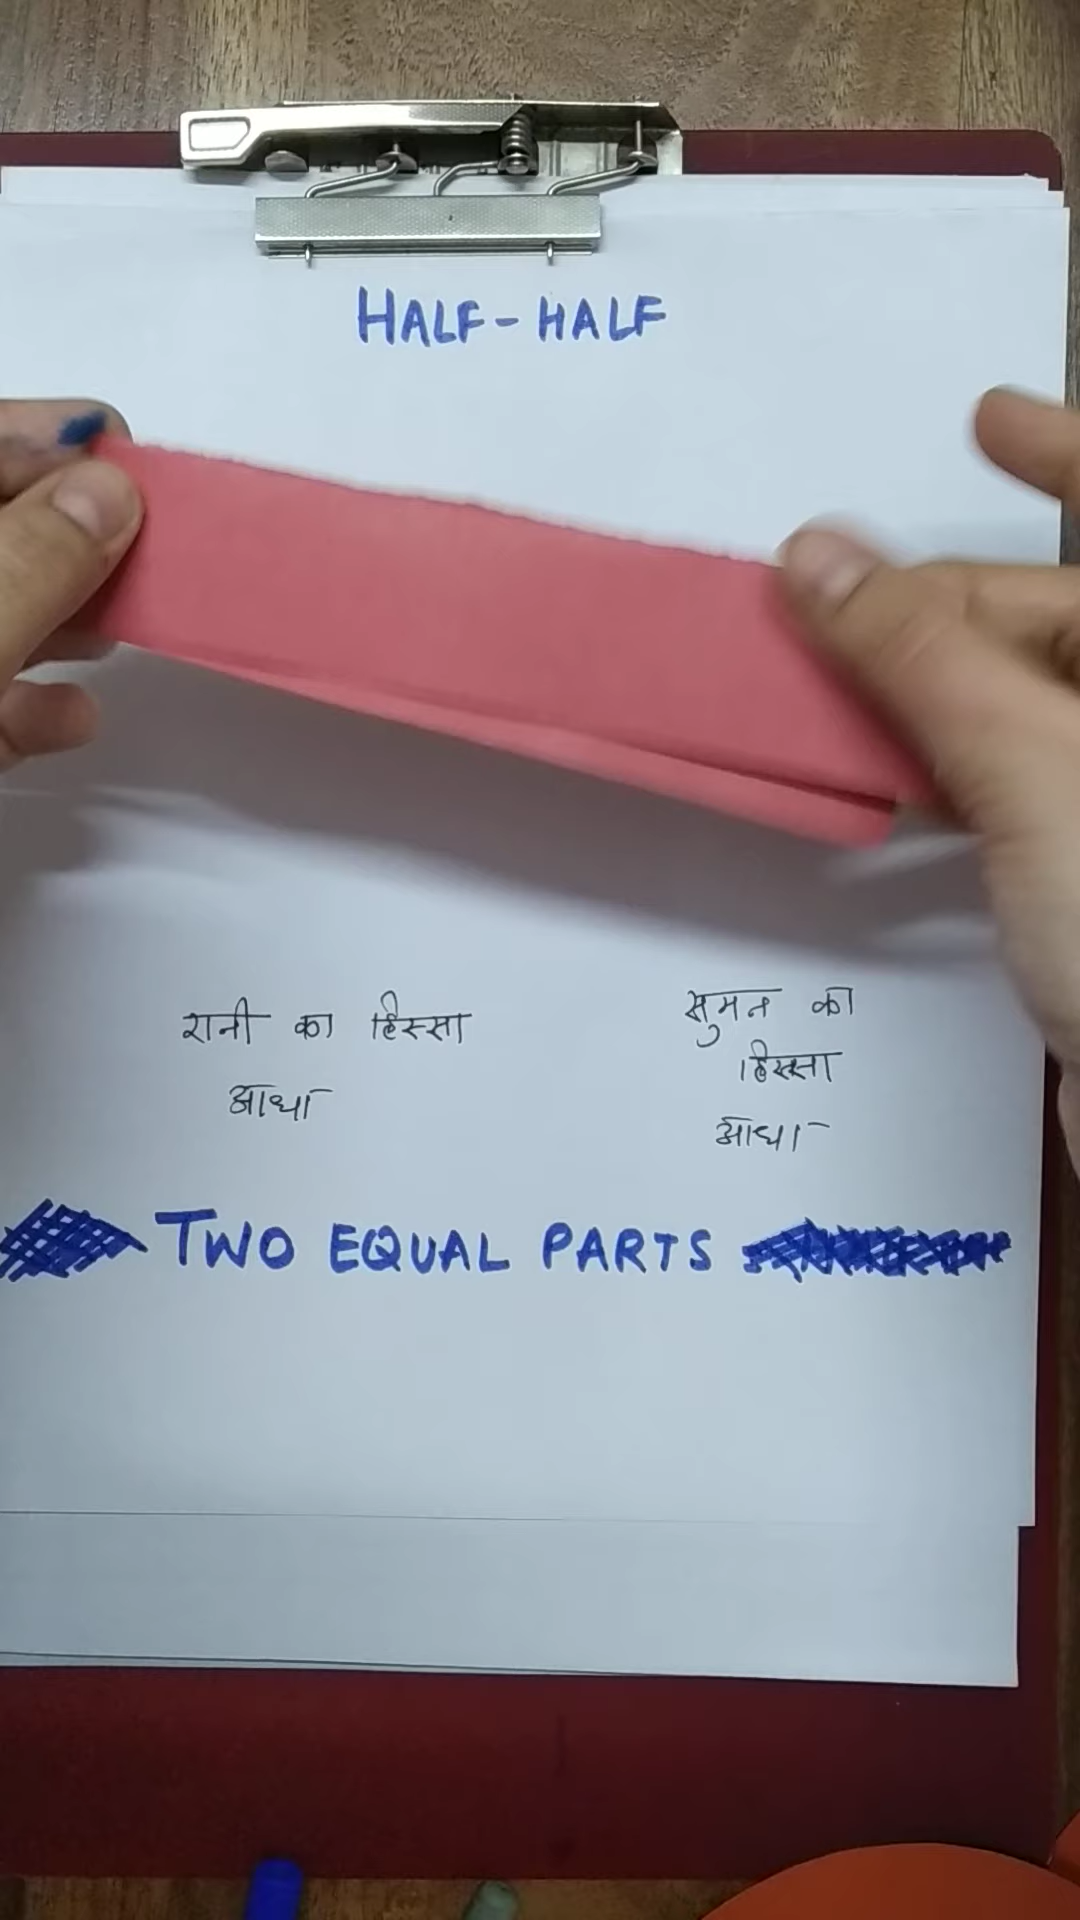 HALF - HALF
रानी का हिस्सा
आधा
सुमन का
हिस्सा
आधा
TWO EQUAL PARTS